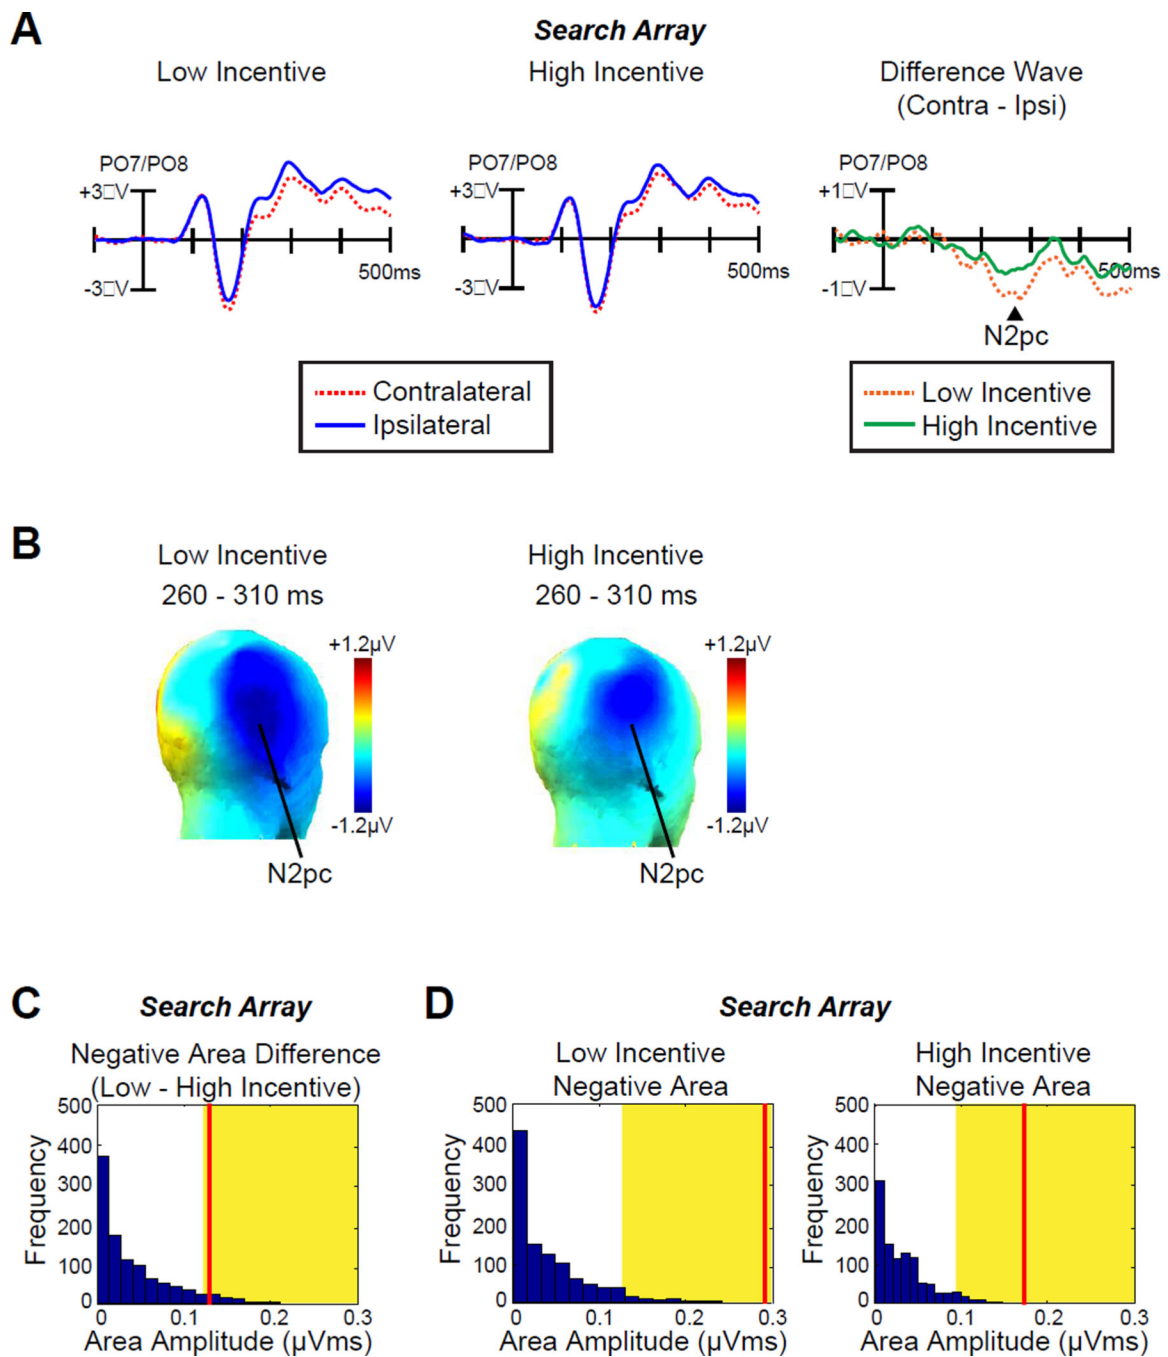 A
Search Array
Low Incentive
High Incentive
Difference Wave
(Contra - Ipsi)
PO7/PO8
+3□V
-3□V
500ms
PO7/PO8
+3□V
-3□V
500ms
PO7/PO8
+1□V
-1□V
500ms
N2pc
Contralateral
Ipsilateral
Low Incentive
High Incentive
B
Low Incentive
260 - 310 ms
+1.2µV
-1.2µV
N2pc
High Incentive
260 - 310 ms
+1.2µV
-1.2µV
N2pc
C
Search Array
Negative Area Difference
(Low - High Incentive)
500
400
300
200
100
0
Frequency
0 0.1 0.2 0.3
Area Amplitude (µVms)
D
Search Array
Low Incentive
Negative Area
500
400
300
200
100
0
Frequency
0 0.1 0.2 0.3
Area Amplitude (µVms)
High Incentive
Negative Area
500
400
300
200
100
0
Frequency
0 0.1 0.2 0.3
Area Amplitude (µVms)